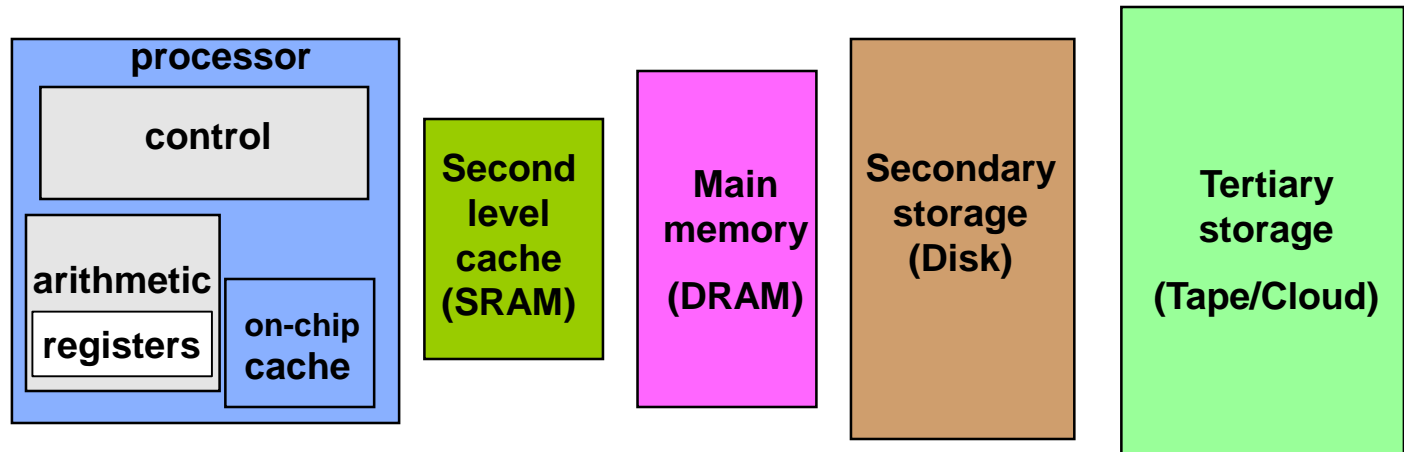 processor
control
arithmetic
registers
on-chip
cache
Second
level
cache
(SRAM)
Main
memory
(DRAM)
Secondary
storage
(Disk)
Tertiary
storage
(Tape/Cloud)